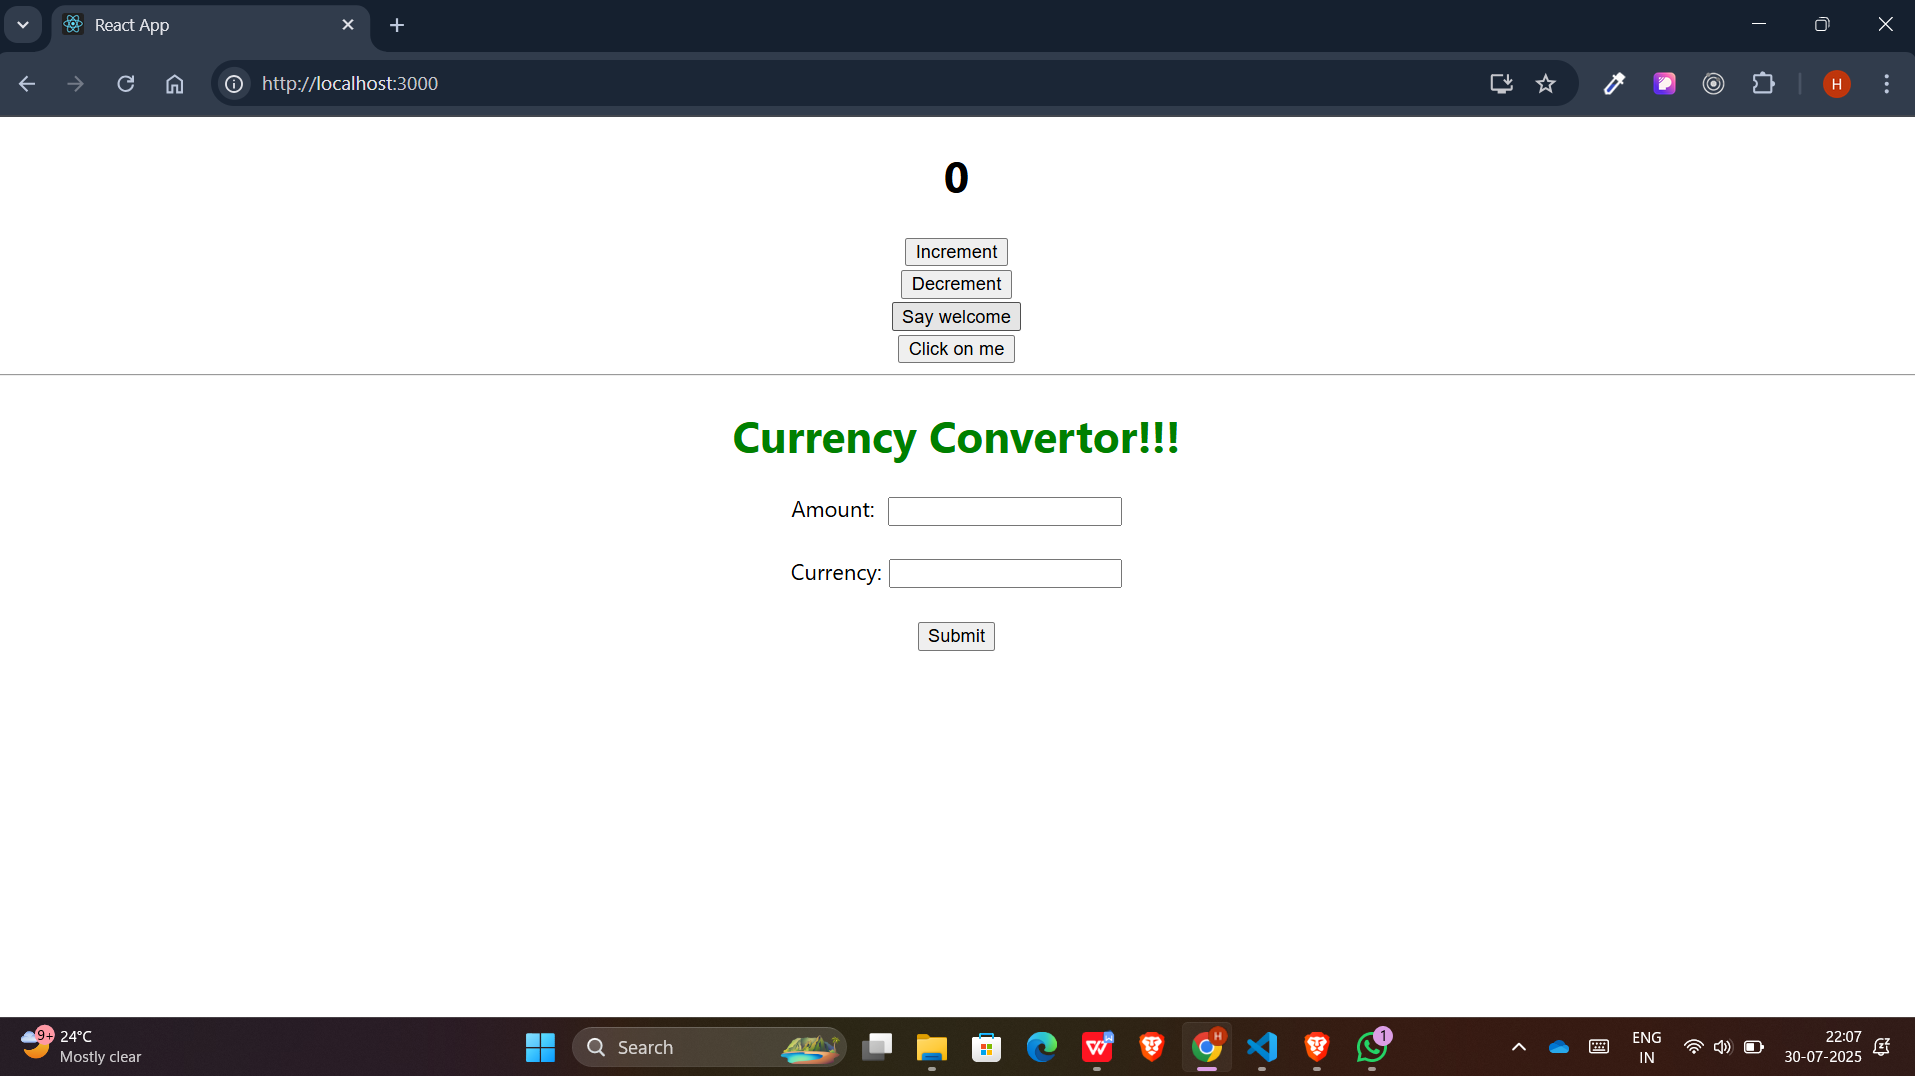 React App
http://localhost:3000
H
0
Increment
Decrement
Say welcome
Click on me
Currency Convertor!!!
Amount:
Currency:
Submit
9+
24°C
Mostly clear
Search
W
H
1
ENG
IN
22:07
30-07-2025